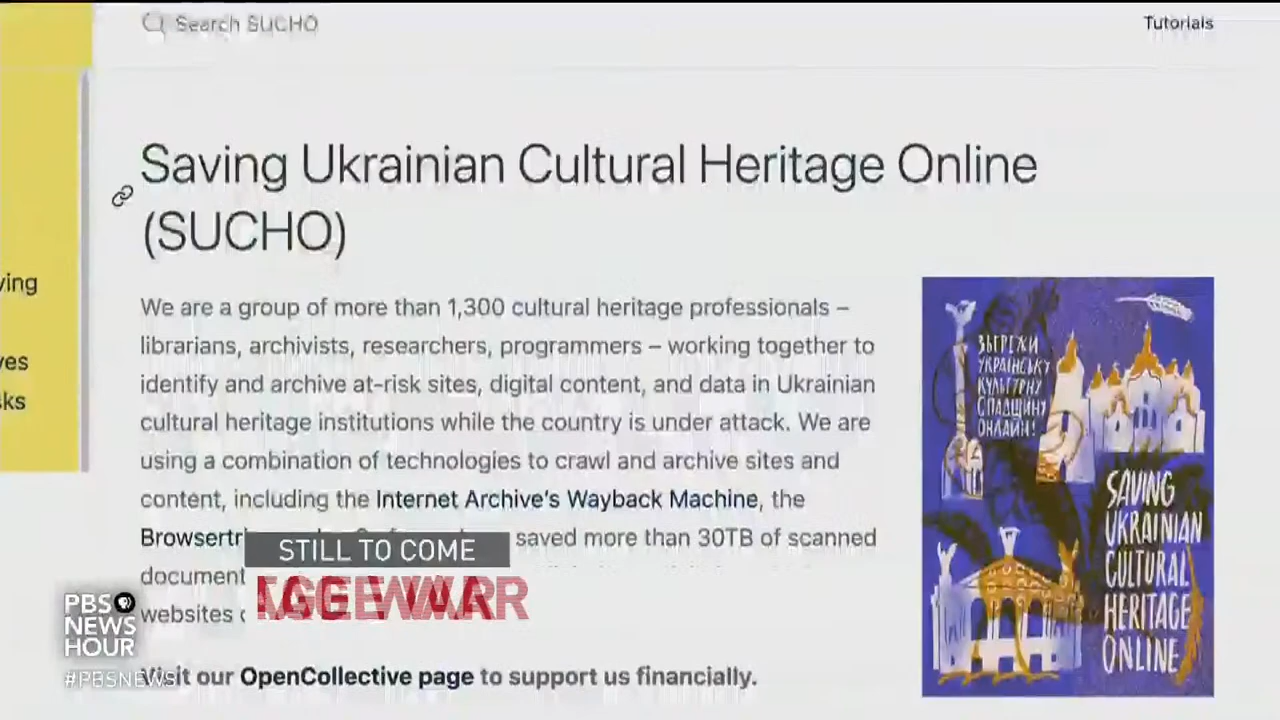 Search SUCHO
Tutorials
Saving Ukrainian Cultural Heritage Online
(SUCHO)
ving
ves
sks
We are a group of more than 1,300 cultural heritage professionals –
librarians, archivists, researchers, programmers – working together to
identify and archive at-risk sites, digital content, and data in Ukrainian
cultural heritage institutions while the country is under attack. We are
using a combination of technologies to crawl and archive sites and
content, including the Internet Archive's Wayback Machine, the
Browsertr saved more than 30TB of scanned
document
websites
Visit our OpenCollective page to support us financially.
ЗБЕРЕЖИ
УКРАЇНСЬКУ
КУЛЬТУРНУ
СПАДЩИНУ
ОНЛАЙН!
SAVING
UKRAINIAN
CULTURAL
HERITAGE
ONLINE
STILL TO COME
PBS
NEWS
HOUR
#PBSNEWS